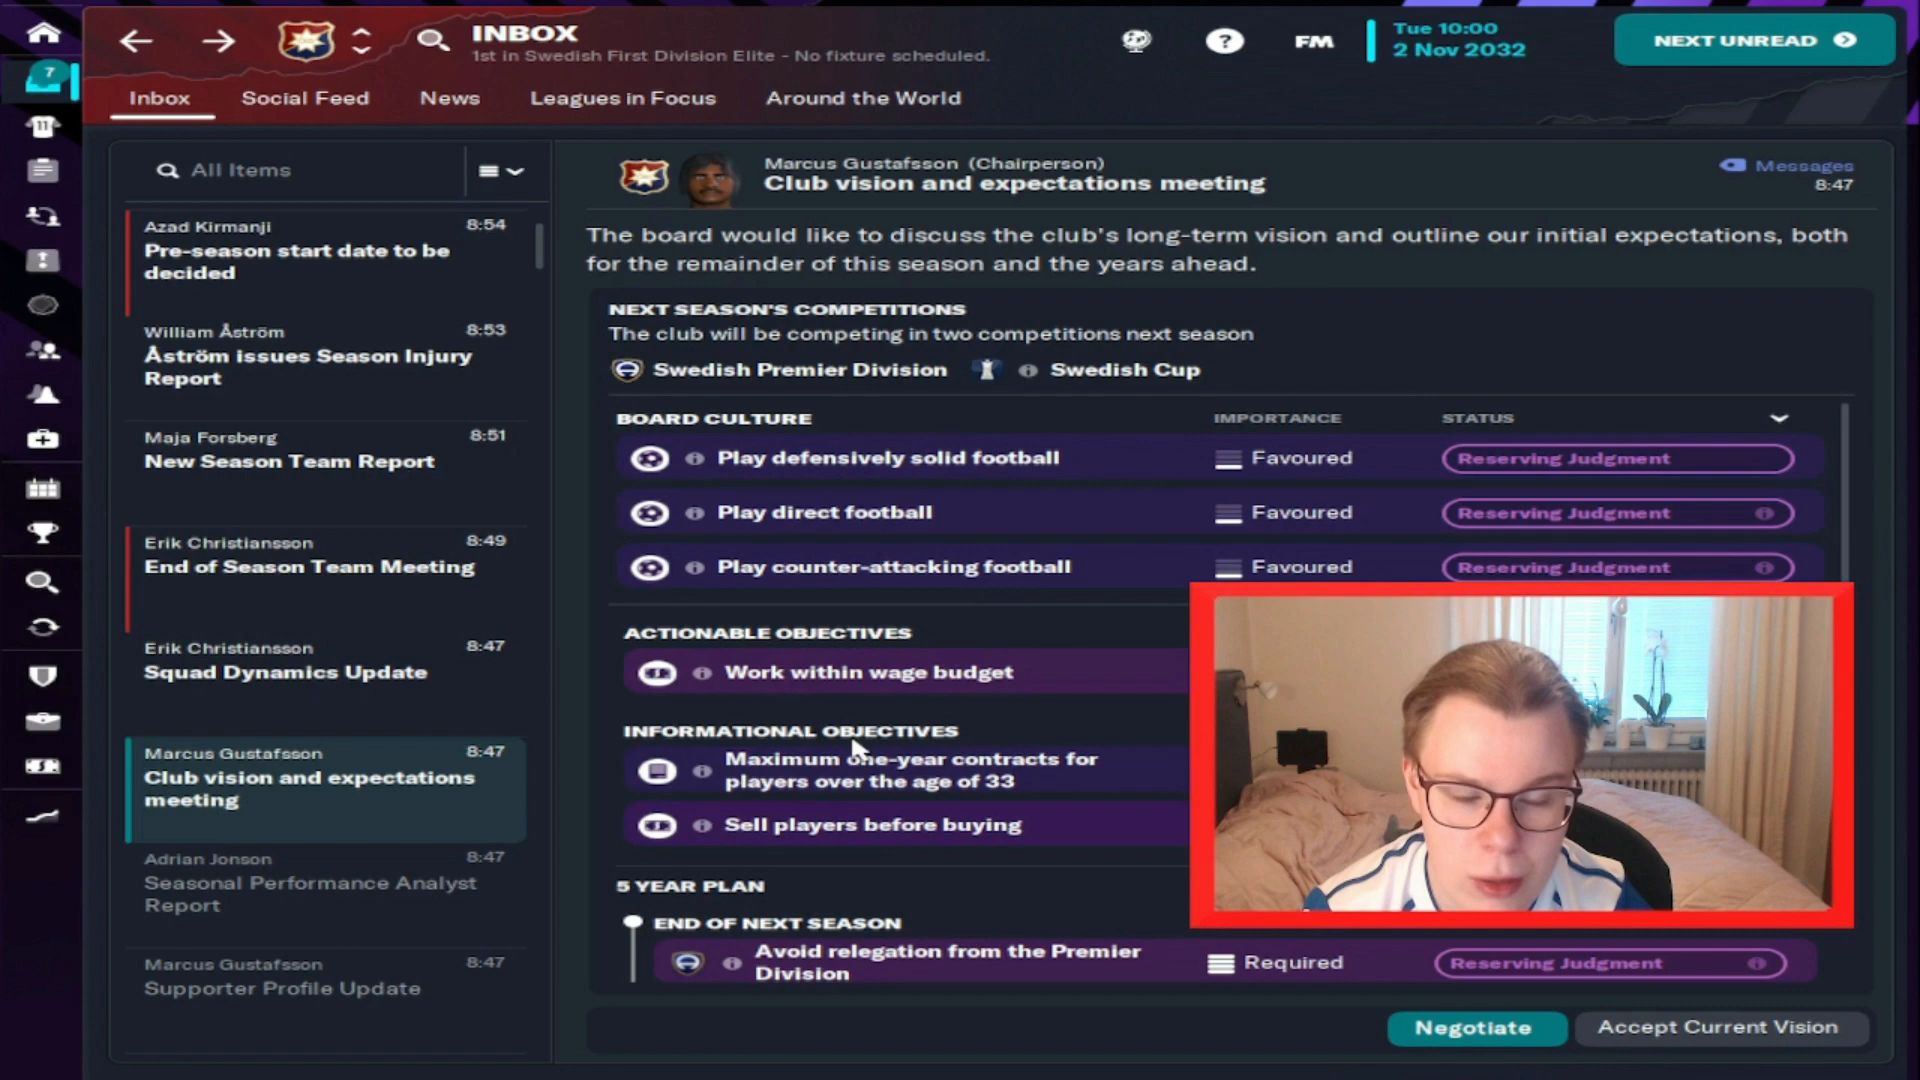 INBOX
1st in Swedish First Division Elite - No fixture scheduled.
FM
Tue 10:00
2 Nov 2032
NEXT UNREAD
7
Inbox
Social Feed
News
Leagues in Focus
Around the World
11
All Items
Azad Kirmanji
8:54
Pre-season start date to be
decided
William Åström
8:53
Åström issues Season Injury
Report
Maja Forsberg
8:51
New Season Team Report
Erik Christiansson
8:49
End of Season Team Meeting
Erik Christiansson
8:47
Squad Dynamics Update
Marcus Gustafsson
8:47
Club vision and expectations
meeting
Adrian Jonson
8:47
Seasonal Performance Analyst
Report
Marcus Gustafsson
8:47
Supporter Profile Update
Marcus Gustafsson (Chairperson)
Club vision and expectations meeting
Messages
8:47
The board would like to discuss the club's long-term vision and outline our initial expectations, both
for the remainder of this season and the years ahead.
NEXT SEASON'S COMPETITIONS
The club will be competing in two competitions next season
Swedish Premier Division
Swedish Cup
BOARD CULTURE
IMPORTANCE
STATUS
Play defensively solid football
Favoured
Reserving Judgment
Play direct football
Favoured
Reserving Judgment
Play counter-attacking football
Favoured
Reserving Judgment
ACTIONABLE OBJECTIVES
Work within wage budget
INFORMATIONAL OBJECTIVES
Maximum one-year contracts for
players over the age of 33
Sell players before buying
5 YEAR PLAN
END OF NEXT SEASON
Avoid relegation from the Premier
Division
Required
Reserving Judgment
Negotiate
Accept Current Vision